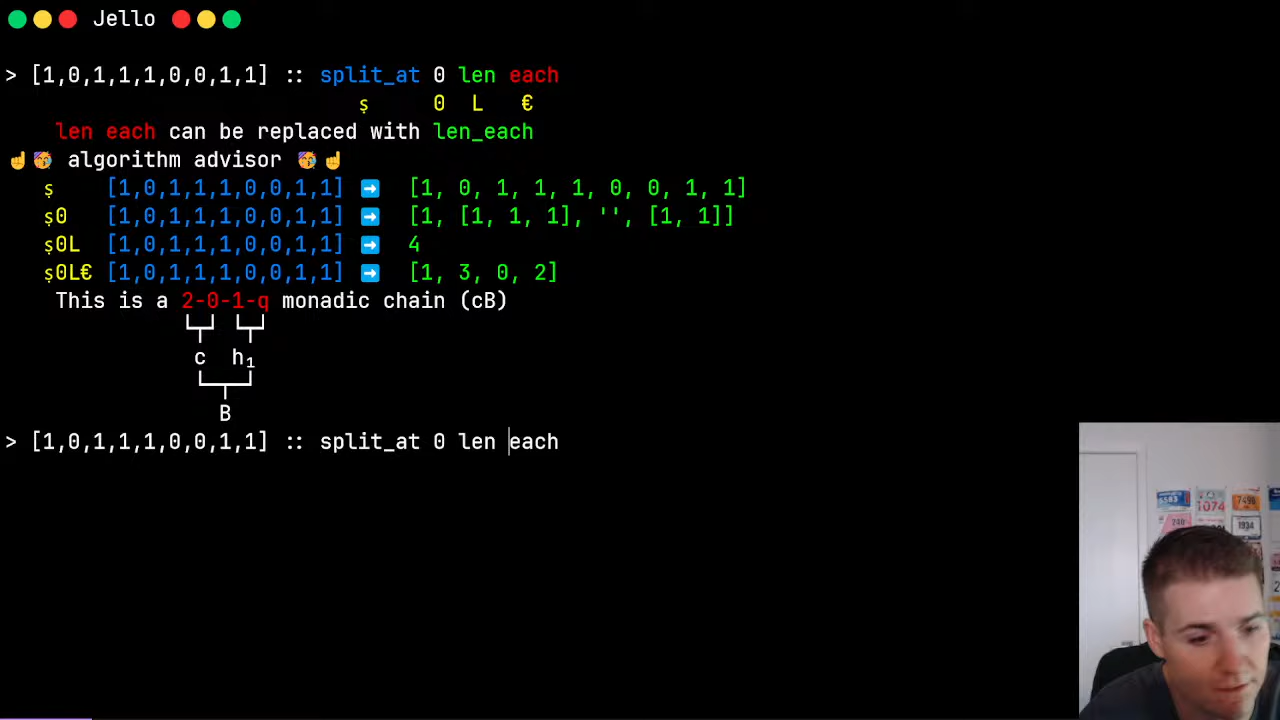 Jello
> [1,0,1,1,1,0,0,1,1] :: split_at 0 len each
ṣ 0 L €
len each can be replaced with len_each
☝️🥳 algorithm advisor 🥳☝️
ṣ [1,0,1,1,1,0,0,1,1] ➡️ [1, 0, 1, 1, 1, 0, 0, 1, 1]
ṣ0 [1,0,1,1,1,0,0,1,1] ➡️ [1, [1, 1, 1], '', [1, 1]]
ṣ0L [1,0,1,1,1,0,0,1,1] ➡️ 4
ṣ0L€ [1,0,1,1,1,0,0,1,1] ➡️ [1, 3, 0, 2]
This is a 2-0-1-q monadic chain (cB)
c h₁
B
> [1,0,1,1,1,0,0,1,1] :: split_at 0 len each
1074